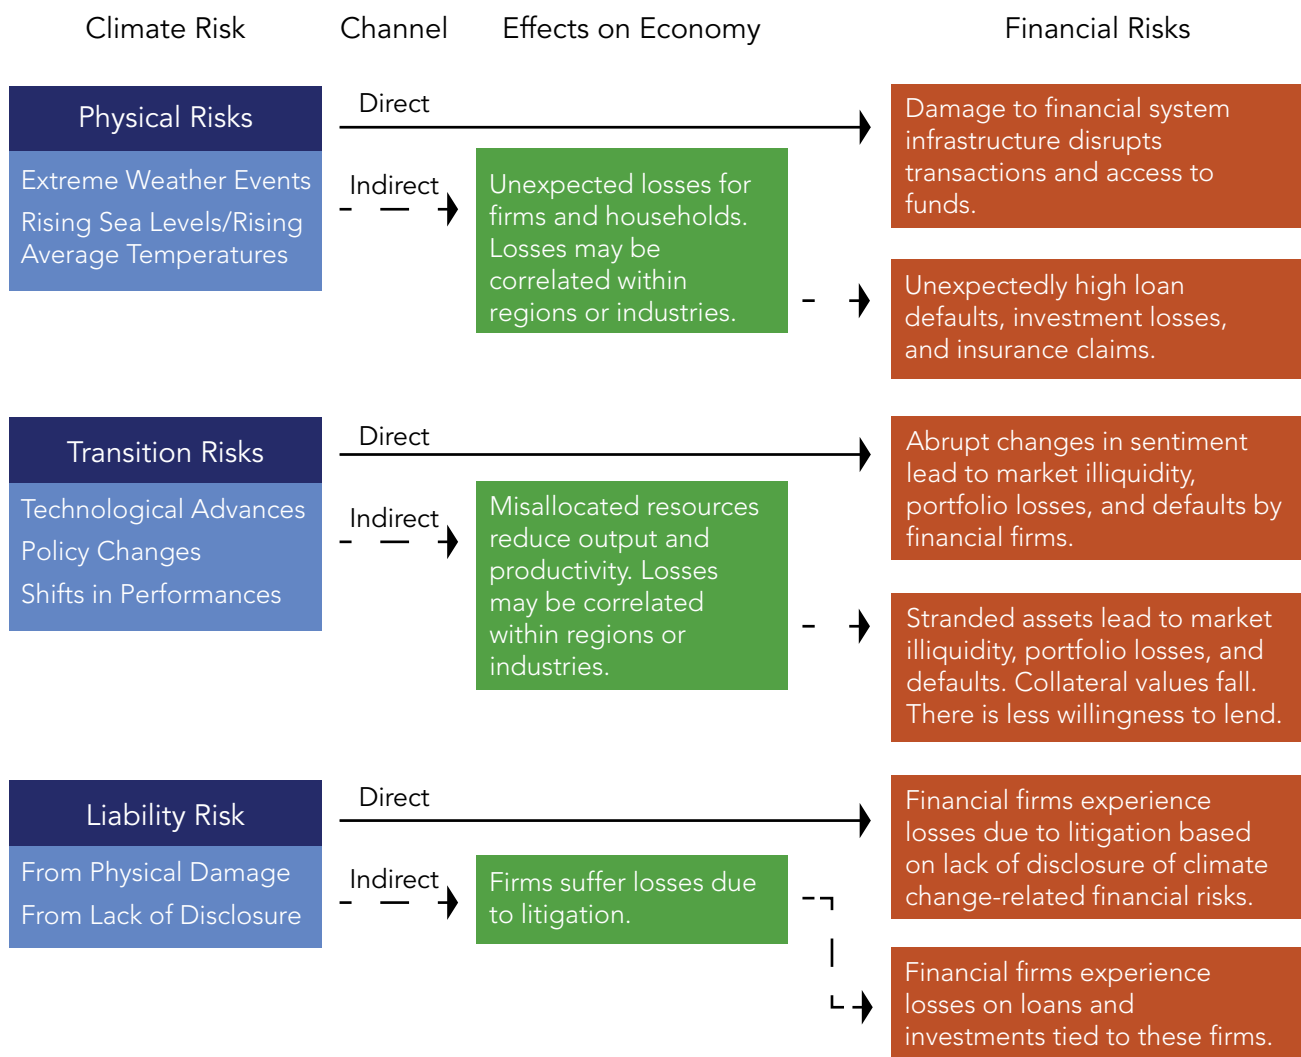 Climate Risk
Channel
Effects on Economy
Financial Risks
Physical Risks
Extreme Weather Events
Rising Sea Levels/Rising
Average Temperatures
Direct
Indirect
Unexpected losses for
firms and households.
Losses may be
correlated within
regions or industries.
Damage to financial system
infrastructure disrupts
transactions and access to
funds.
Unexpectedly high loan
defaults, investment losses,
and insurance claims.
Transition Risks
Technological Advances
Policy Changes
Shifts in Performances
Direct
Indirect
Misallocated resources
reduce output and
productivity. Losses
may be correlated
within regions or
industries.
Abrupt changes in sentiment
lead to market illiquidity,
portfolio losses, and defaults by
financial firms.
Stranded assets lead to market
illiquidity, portfolio losses, and
defaults. Collateral values fall.
There is less willingness to lend.
Liability Risk
From Physical Damage
From Lack of Disclosure
Direct
Indirect
Firms suffer losses due
to litigation.
Financial firms experience
losses due to litigation based
on lack of disclosure of climate
change-related financial risks.
Financial firms experience
losses on loans and
investments tied to these firms.